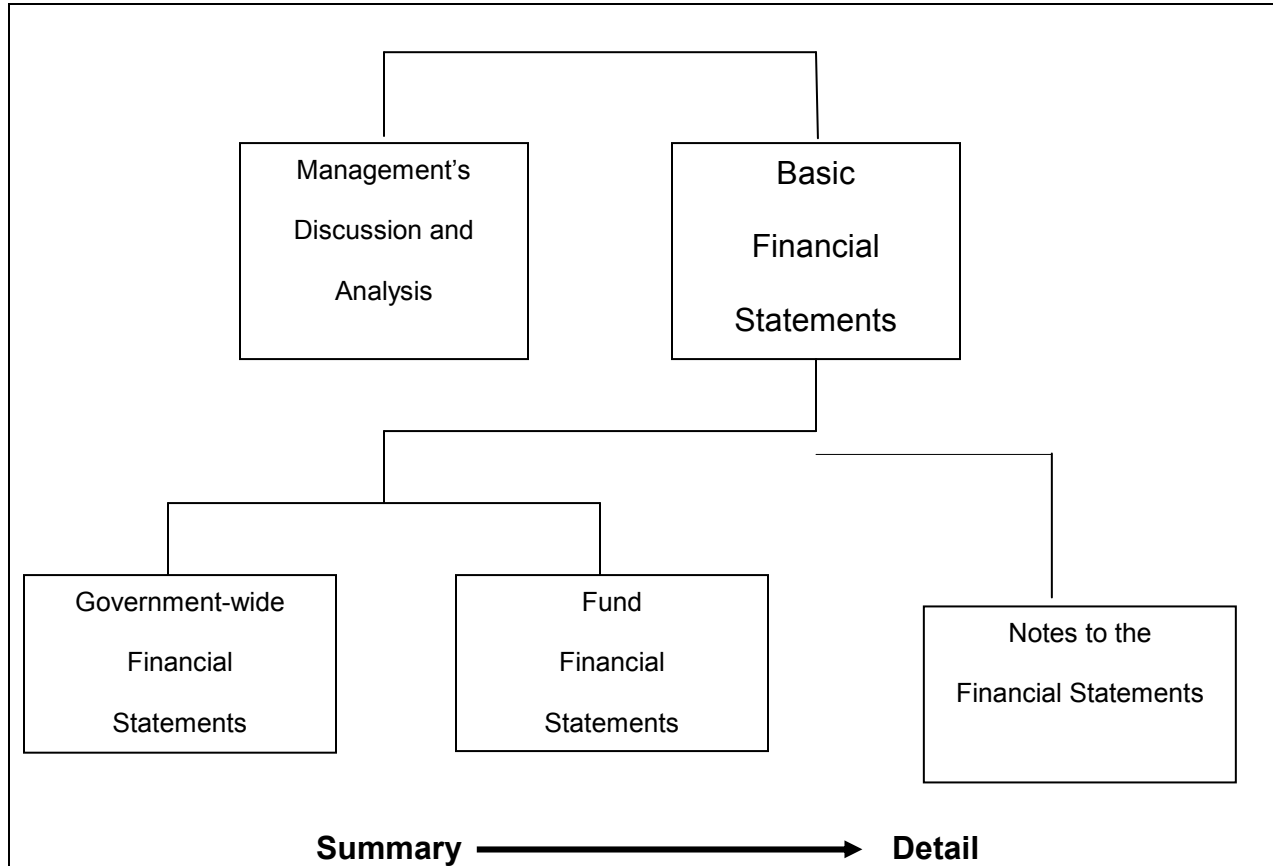 Management’s
Discussion and
Analysis
Basic
Financial
Statements
Government-wide
Financial
Statements
Fund
Financial
Statements
Notes to the
Financial Statements
Summary
Detail